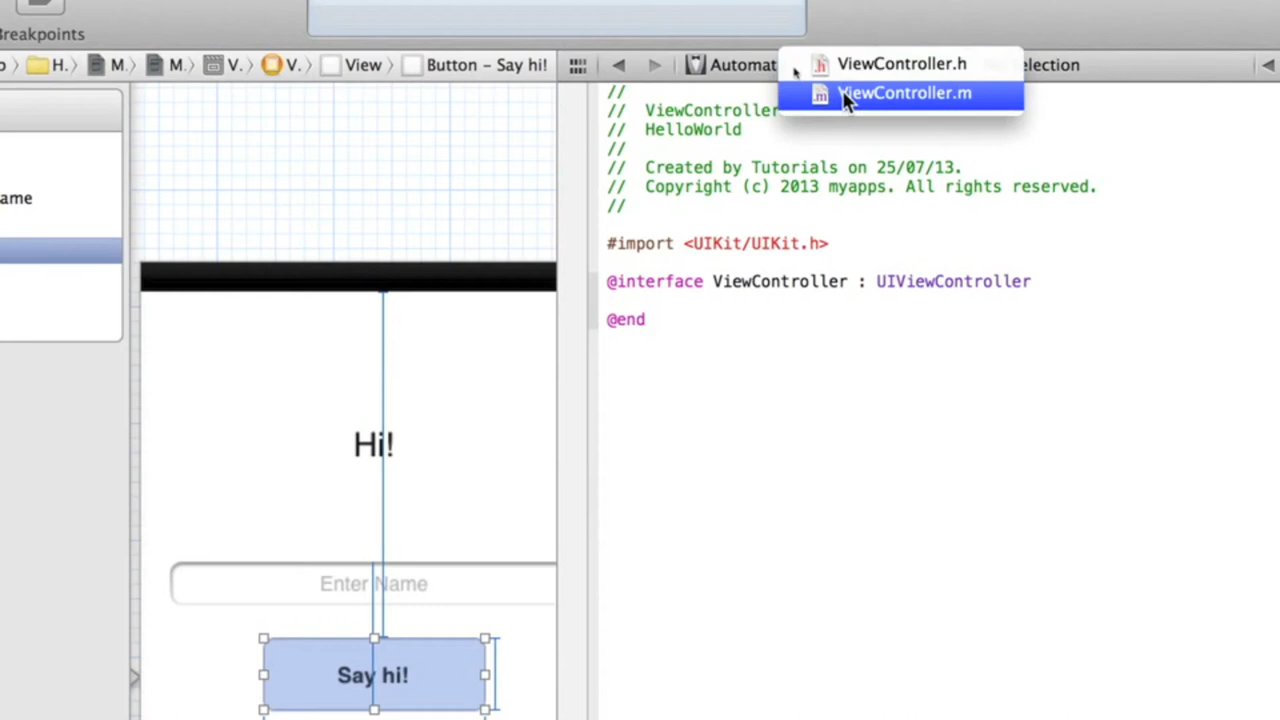 Breakpoints
H.
M.
M.
V.
V.
View
Button – Say hi!
Automat
ViewController.h
ViewController.m
//
// ViewController
// HelloWorld
//
// Created by Tutorials on 25/07/13.
// Copyright (c) 2013 myapps. All rights reserved.
//
#import <UIKit/UIKit.h>
@interface ViewController : UIViewController
@end
ame
Hi!
Enter Name
Say hi!